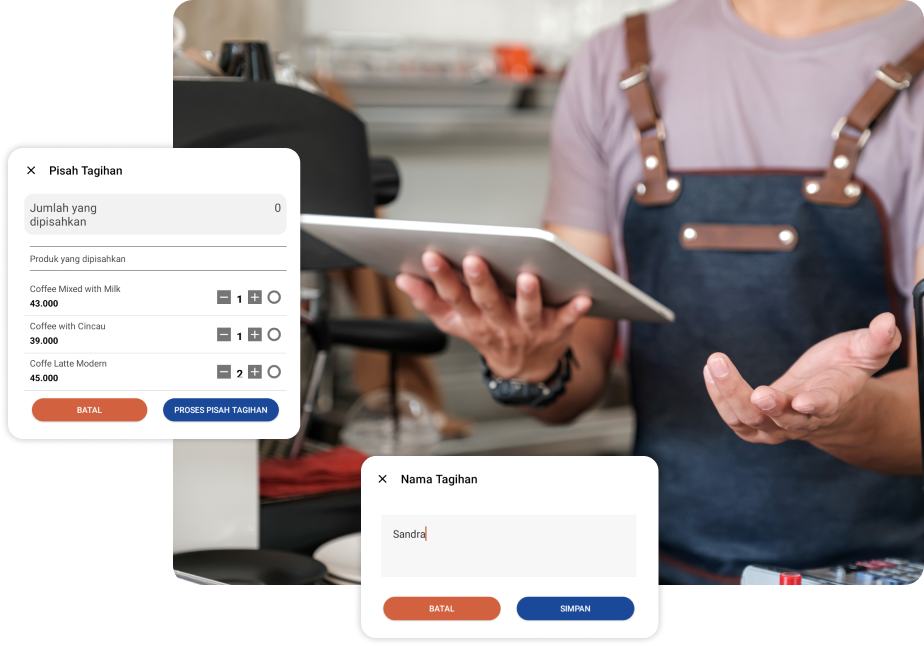 Pisah Tagihan
Jumlah yang
dipisahkan
0
Produk yang dipisahkan
Coffee Mixed with Milk
43.000
1
Coffee with Cincau
39.000
1
Coffe Latte Modern
45.000
2
BATAL
PROSES PISAH TAGIHAN
Nama Tagihan
Sandra
BATAL
SIMPAN